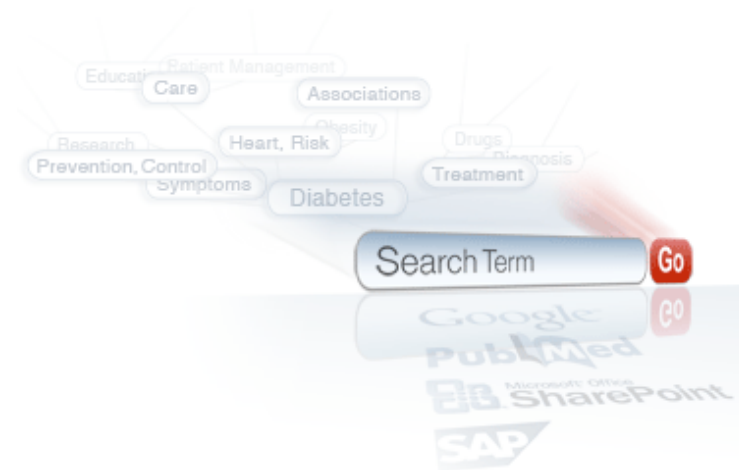 Patient Management
Care
Associations
Obesity
Heart, Risk
Drugs
Research
Diagnosis
Prevention, Control
Treatment
Symptoms
Diabetes
Search Term
Go
Google
Go
PubMed
Microsoft Office
SharePoint
SAP